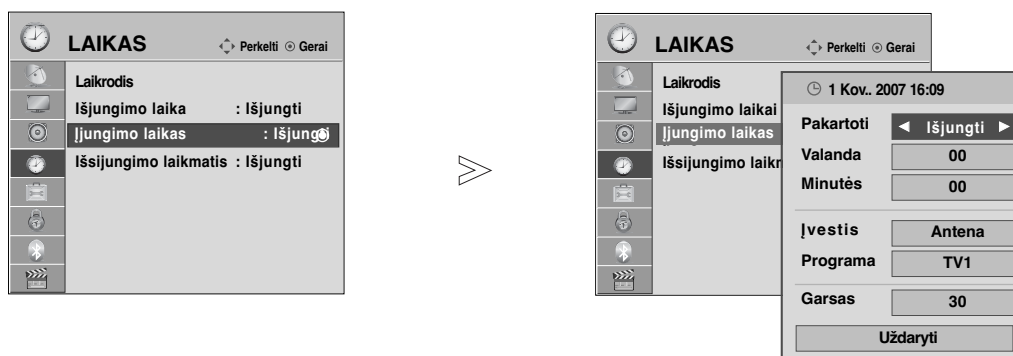 LAIKAS Perkelti Gerai
Laikrodis
Išjungimo laika : Išjungti
Įjungimo laikas : Išjungti
Išsijungimo laikmatis : Išjungti
LAIKAS Perkelti Gerai
Laikrodis
Išjungimo laikai
Įjungimo laikas
Išsijungimo laikr
1 Kov.. 2007 16:09
Pakartoti ◄ Išjungti ►
Valanda 00
Minutės 00
Įvestis Antena
Programa TV1
Garsas 30
Uždaryti